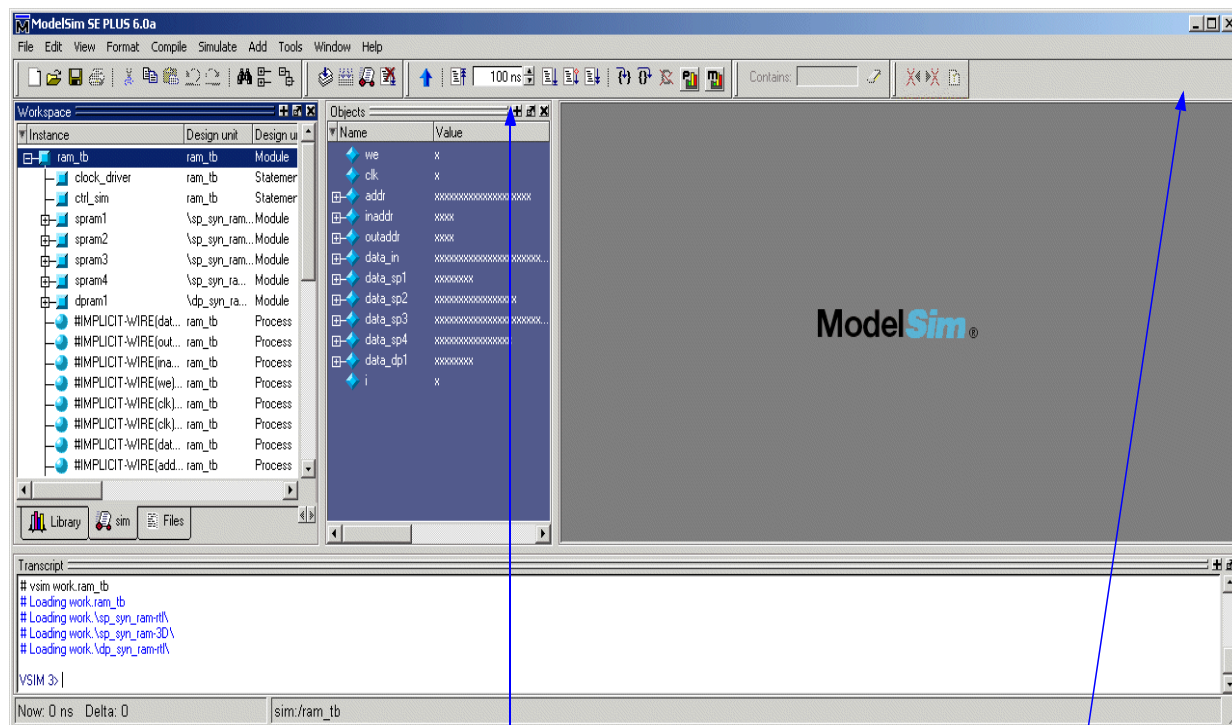 ModelSim SE PLUS 6.0a
File Edit View Format Compile Simulate Add Tools Window Help
100 ns
Contains:
Workspace
Instance Design unit Design u
ram_tb ram_tb Module
clock_driver ram_tb Statemer
ctrl_sim ram_tb Statemer
spram1 \sp_syn_ram... Module
spram2 \sp_syn_ram... Module
spram3 \sp_syn_ram... Module
spram4 \sp_syn_ra... Module
dpram1 \dp_syn_ra... Module
#IMPLICIT-WIRE(dat... ram_tb Process
#IMPLICIT-WIRE(out... ram_tb Process
#IMPLICIT-WIRE(ina... ram_tb Process
#IMPLICIT-WIRE(we)... ram_tb Process
#IMPLICIT-WIRE(clk)... ram_tb Process
#IMPLICIT-WIRE(clk)... ram_tb Process
#IMPLICIT-WIRE(dat... ram_tb Process
#IMPLICIT-WIRE(add... ram_tb Process
Library sim Files
Objects
Name Value
we x
clk x
addr xxxxxxxxxxxxxxxxxxxx
inaddr xxxx
outaddr xxxx
data_in xxxxxxxxxxxxxxxxxxxxxx...
data_sp1 xxxxxxxx
data_sp2 xxxxxxxxxxxxxxxxx
data_sp3 xxxxxxxxxxxxxxxxxxxxxx...
data_sp4 xxxxxxxxxxxxxxxx
data_dp1 xxxxxxxx
i x
ModelSim ®
Transcript
# vsim work.ram_tb
# Loading work.ram_tb
# Loading work.\sp_syn_ram-rtl\
# Loading work.\sp_syn_ram-3D\
# Loading work.\dp_syn_ram-rtl\
VSIM 3>
Now: 0 ns Delta: 0 sim:/ram_tb